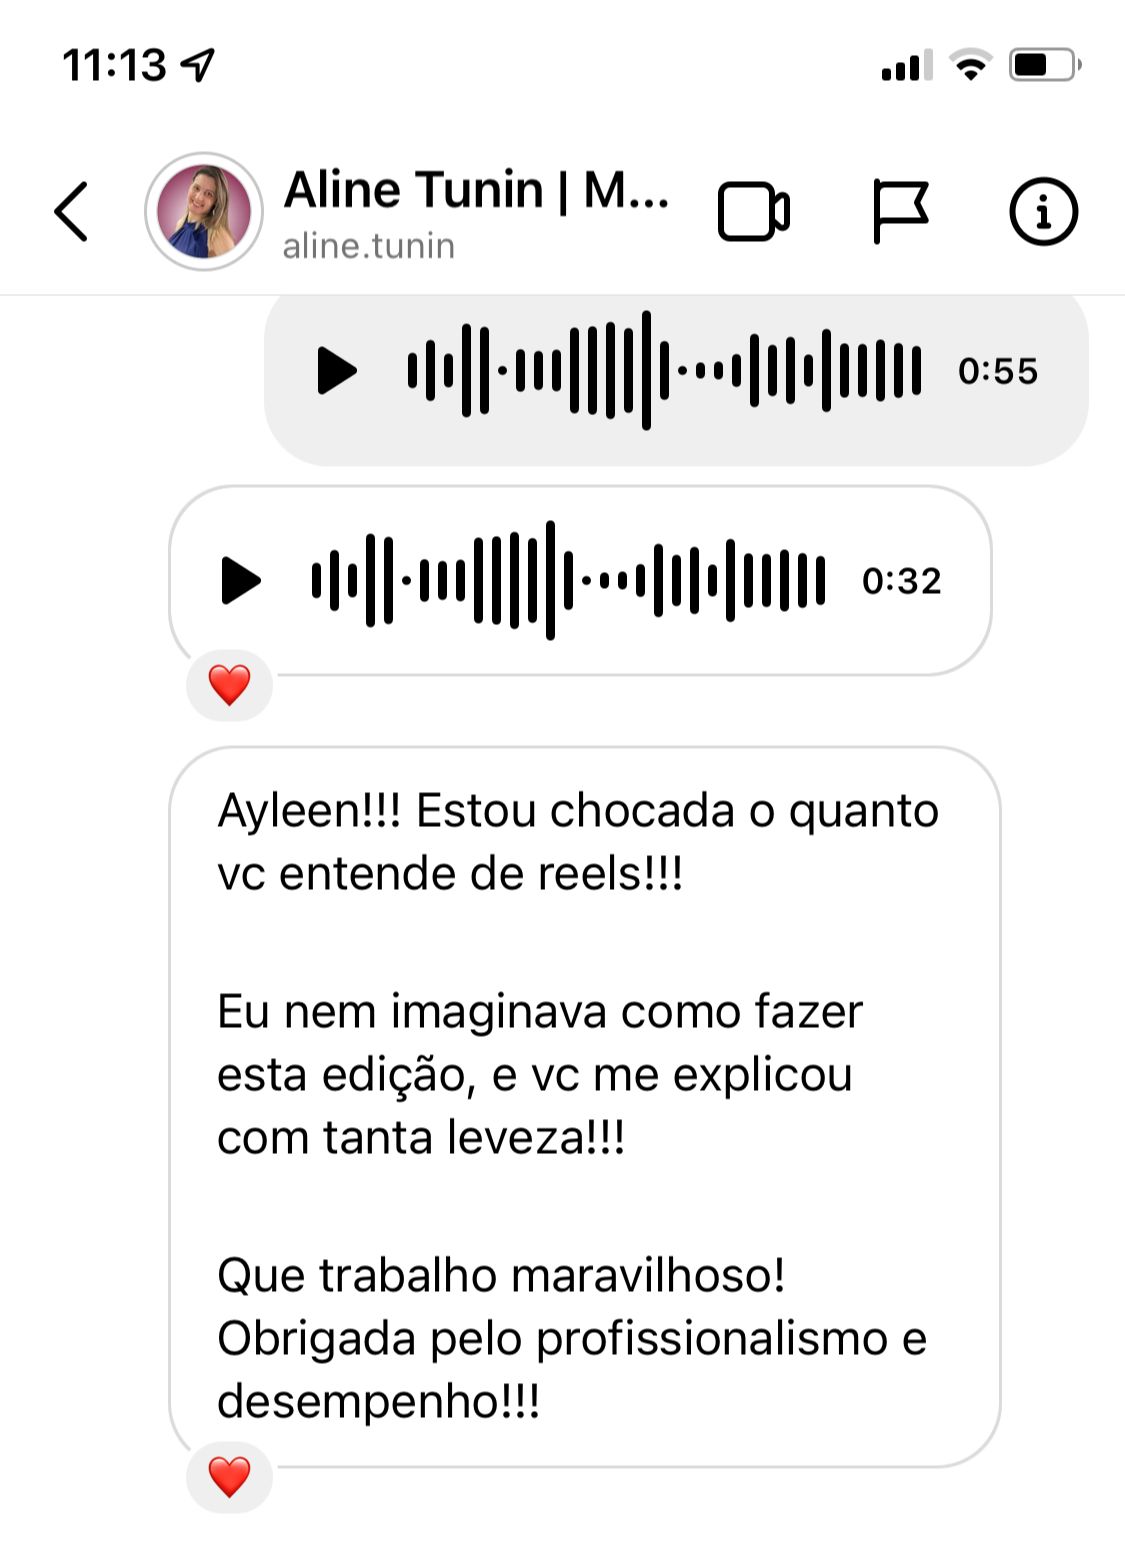 11:13
Aline Tunin | M...
aline.tunin
0:55
0:32
Ayleen!!! Estou chocada o quanto
vc entende de reels!!!
Eu nem imaginava como fazer
esta edição, e vc me explicou
com tanta leveza!!!
Que trabalho maravilhoso!
Obrigada pelo profissionalismo e
desempenho!!!